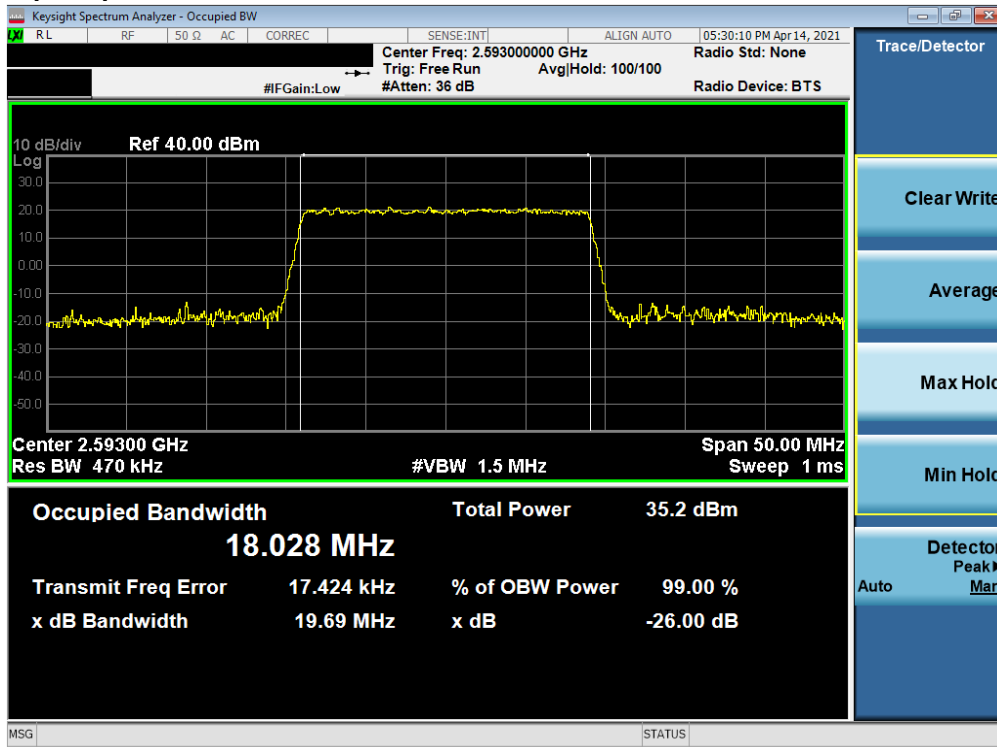 Keysight Spectrum Analyzer - Occupied BW
LXI RL RF 50 Ω AC CORREC SENSE:INT ALIGN AUTO 05:30:10 PM Apr 14, 2021
Center Freq: 2.593000000 GHz Radio Std: None
Trig: Free Run Avg|Hold: 100/100
#IFGain:Low #Atten: 36 dB Radio Device: BTS
Trace/Detector
10 dB/div Ref 40.00 dBm
Log
30.0
20.0
10.0
0.00
-10.0
-20.0
-30.0
-40.0
-50.0
Center 2.59300 GHz Span 50.00 MHz
Res BW 470 kHz #VBW 1.5 MHz Sweep 1 ms
Occupied Bandwidth Total Power 35.2 dBm
18.028 MHz
Transmit Freq Error 17.424 kHz % of OBW Power 99.00 %
x dB Bandwidth 19.69 MHz x dB -26.00 dB
Clear Write
Average
Max Hold
Min Hold
Detector
Peak
Auto Man
MSG STATUS